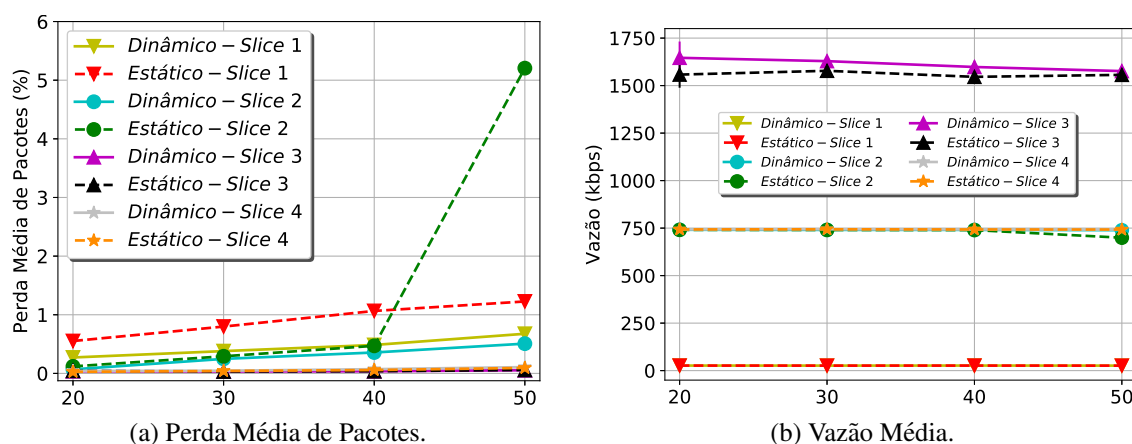 Perda Média de Pacotes (%)
6
5
4
3
2
1
0
20
30
40
50
Dinâmico − Slice 1
Estático − Slice 1
Dinâmico − Slice 2
Estático − Slice 2
Dinâmico − Slice 3
Estático − Slice 3
Dinâmico − Slice 4
Estático − Slice 4
(a) Perda Média de Pacotes.
Vazão (kbps)
1750
1500
1250
1000
750
500
250
0
20
30
40
50
Dinâmico − Slice 1
Estático − Slice 1
Dinâmico − Slice 2
Estático − Slice 2
Dinâmico − Slice 3
Estático − Slice 3
Dinâmico − Slice 4
Estático − Slice 4
(b) Vazão Média.